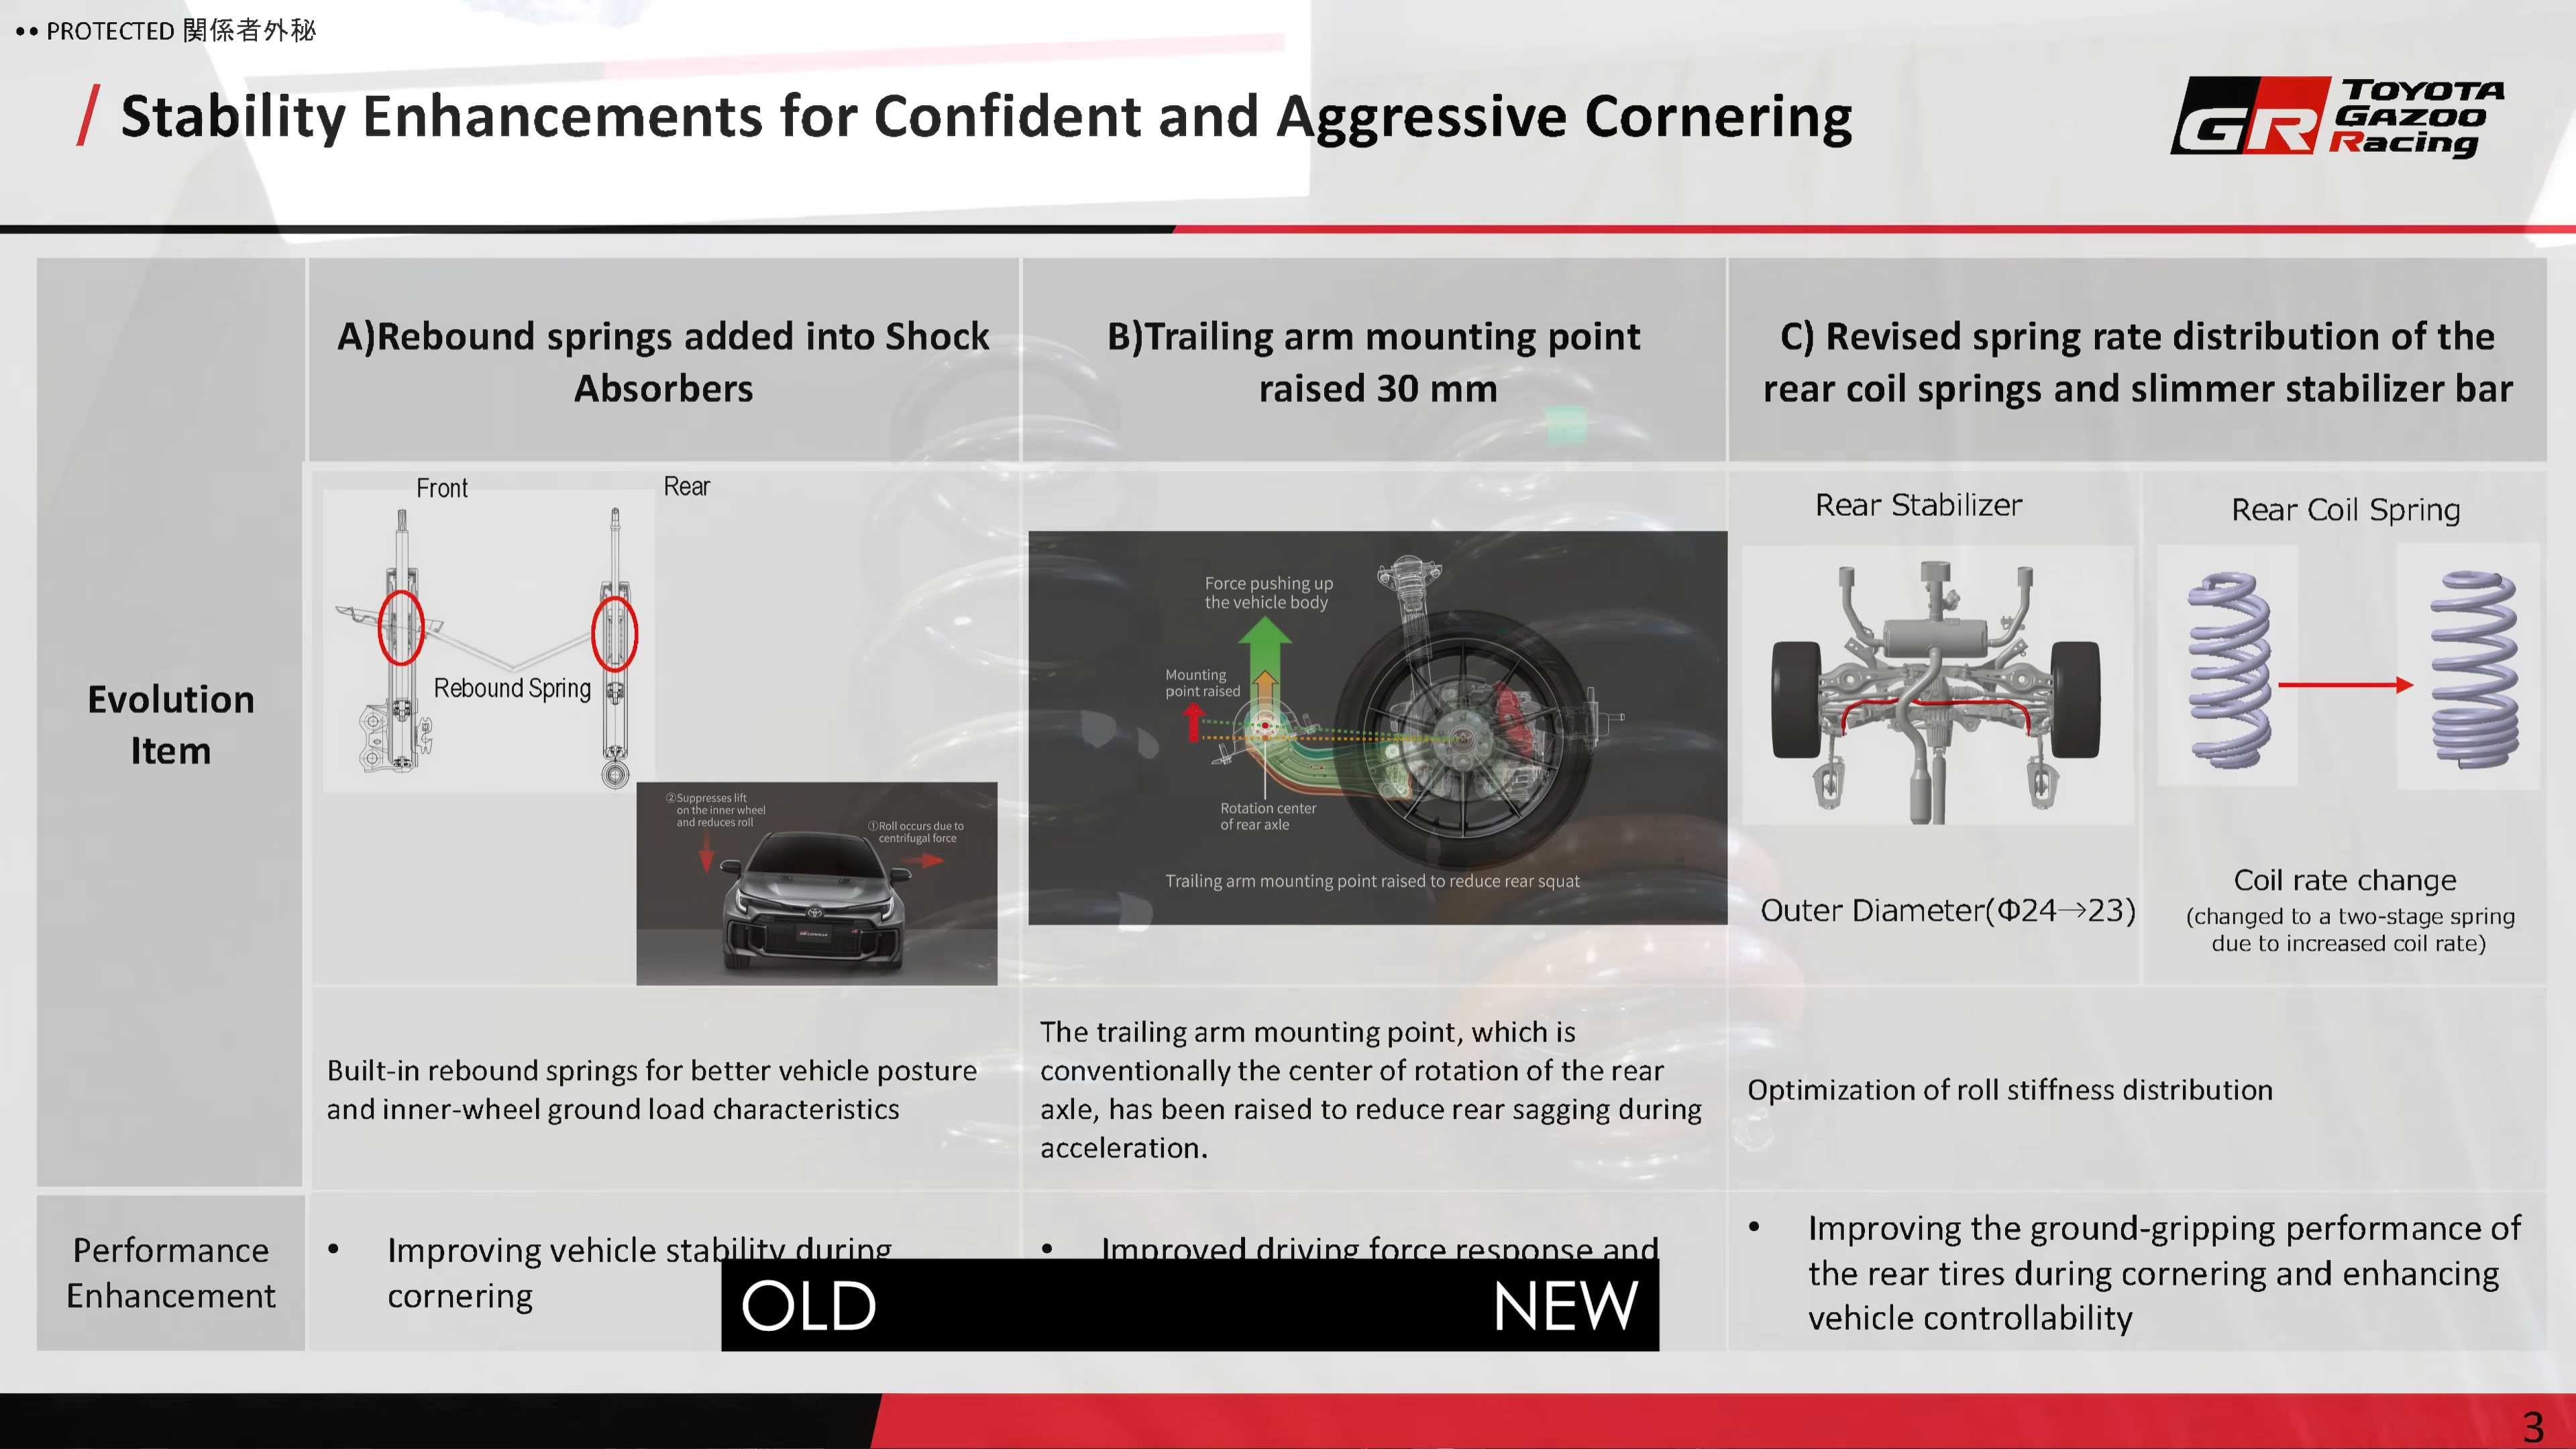 •• PROTECTED 関係者外秘
/ Stability Enhancements for Confident and Aggressive Cornering
GR TOYOTA
GAZOO
Racing
A)Rebound springs added into Shock
Absorbers
B)Trailing arm mounting point
raised 30 mm
C) Revised spring rate distribution of the
rear coil springs and slimmer stabilizer bar
Evolution
Item
Front
Rear
Rebound Spring
②Suppresses lift
on the inner wheel
and reduces roll
①Roll occurs due to
centrifugal force
GR COROLLA
Force pushing up
the vehicle body
Mounting
point raised
Rotation center
of rear axle
Trailing arm mounting point raised to reduce rear squat
Rear Stabilizer
Outer Diameter(Φ24→23)
Rear Coil Spring
Coil rate change
(changed to a two-stage spring
due to increased coil rate)
Built-in rebound springs for better vehicle posture
and inner-wheel ground load characteristics
The trailing arm mounting point, which is
conventionally the center of rotation of the rear
axle, has been raised to reduce rear sagging during
acceleration.
Optimization of roll stiffness distribution
Performance
Enhancement
• Improving vehicle stability during
cornering
• Improved driving force response and
• Improving the ground-gripping performance of
the rear tires during cornering and enhancing
vehicle controllability
OLD
NEW
3